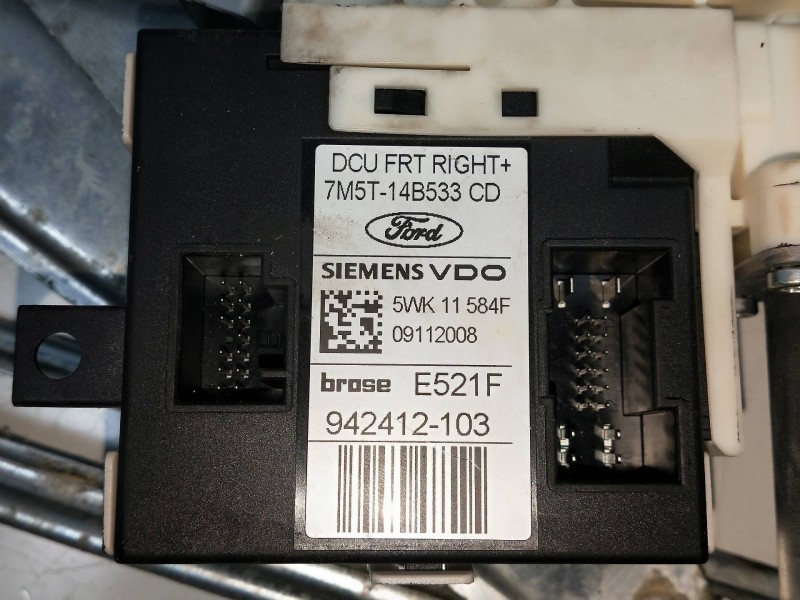 DCU FRT RIGHT+
7M5T-14B533 CD
Ford
SIEMENS VDO
5WK 11 584F
09112008
brose E521F
942412-103